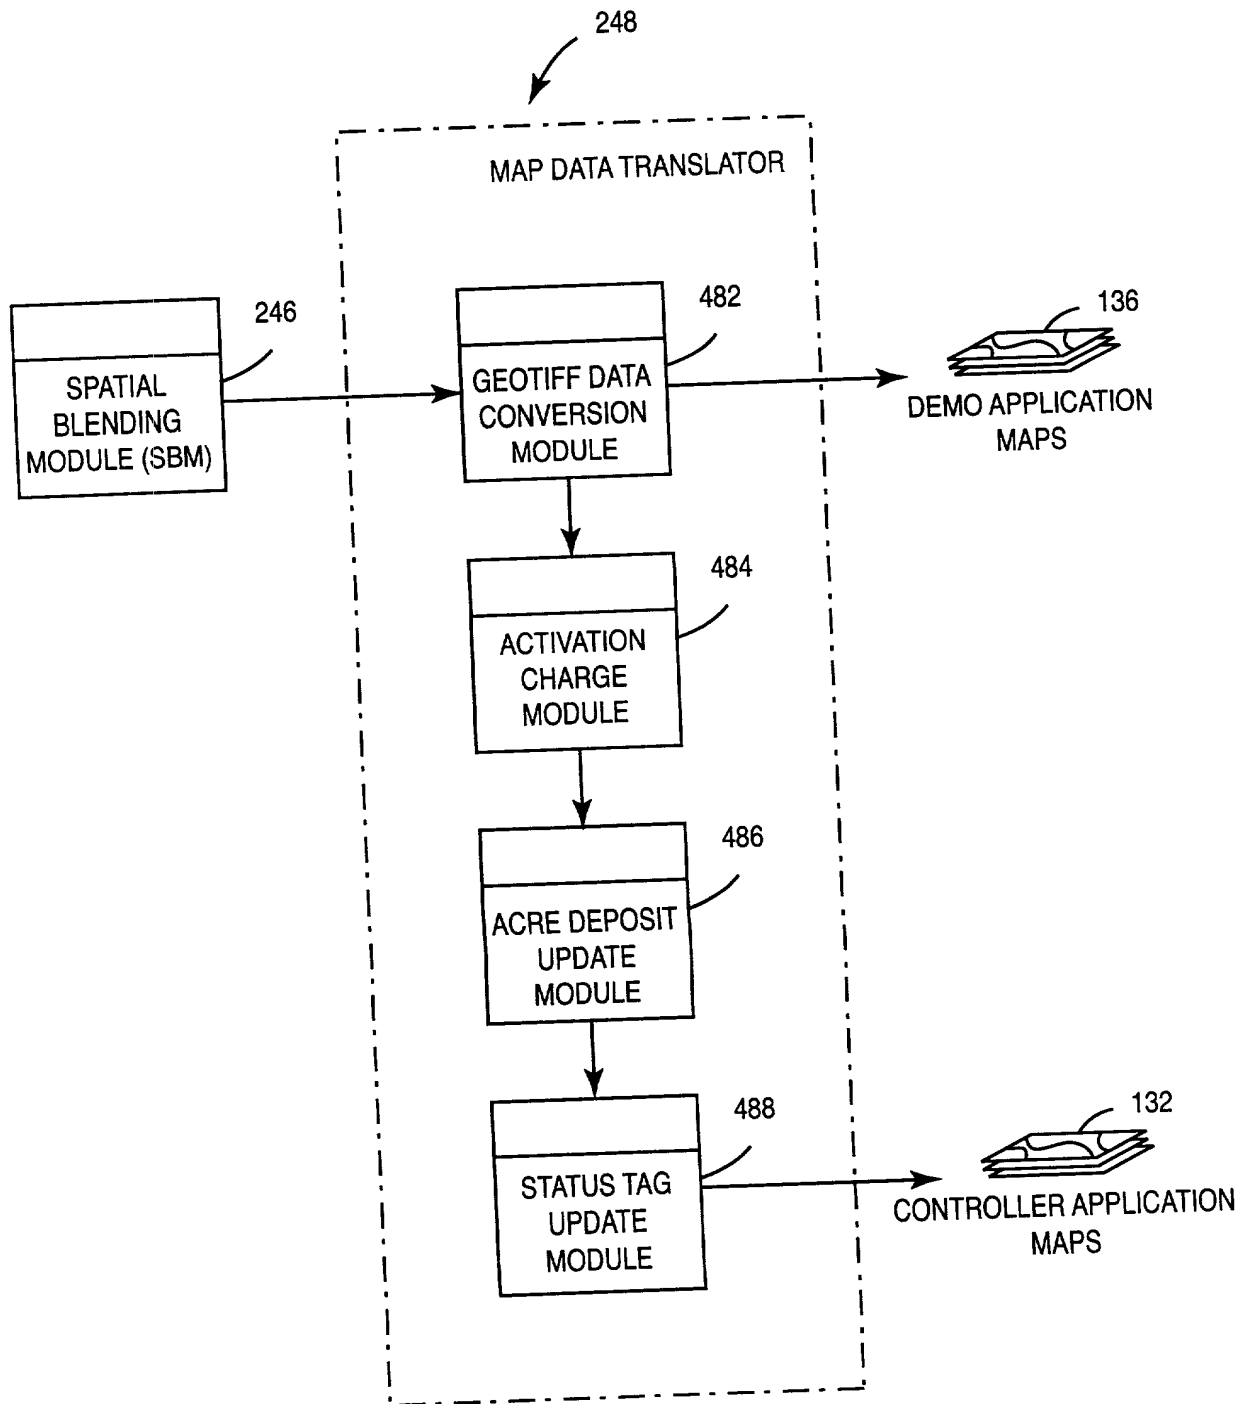 248
MAP DATA TRANSLATOR
246
SPATIAL
BLENDING
MODULE (SBM)
482
GEOTIFF DATA
CONVERSION
MODULE
136
DEMO APPLICATION
MAPS
484
ACTIVATION
CHARGE
MODULE
486
ACRE DEPOSIT
UPDATE
MODULE
488
STATUS TAG
UPDATE
MODULE
132
CONTROLLER APPLICATION
MAPS